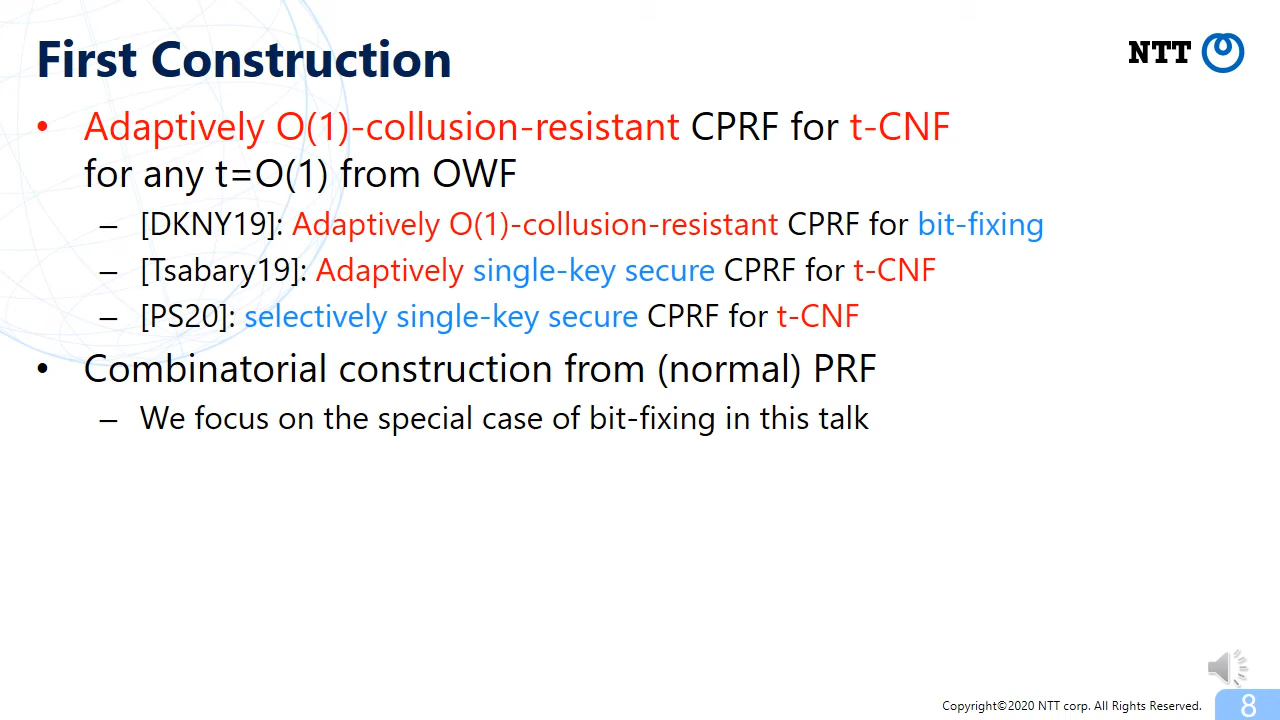 First Construction
NTT
• Adaptively O(1)-collusion-resistant CPRF for t-CNF
for any t=O(1) from OWF
– [DKNY19]: Adaptively O(1)-collusion-resistant CPRF for bit-fixing
– [Tsabary19]: Adaptively single-key secure CPRF for t-CNF
– [PS20]: selectively single-key secure CPRF for t-CNF
• Combinatorial construction from (normal) PRF
– We focus on the special case of bit-fixing in this talk
Copyright©2020 NTT corp. All Rights Reserved.
8